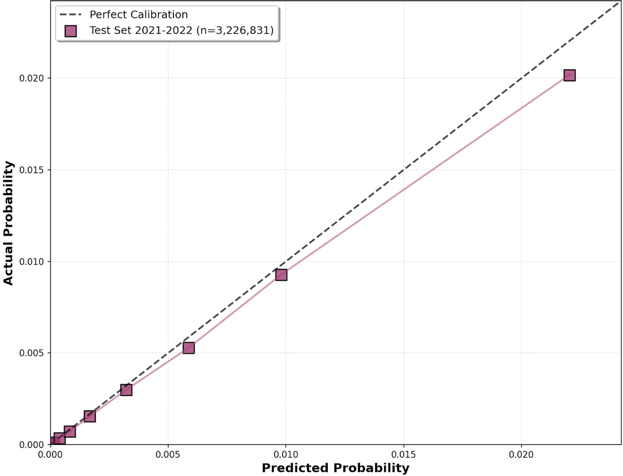 Perfect Calibration
Test Set 2021-2022 (n=3,226,831)
Actual Probability
0.020
0.015
0.010
0.005
0.000
0.000 0.005 0.010 0.015 0.020
Predicted Probability